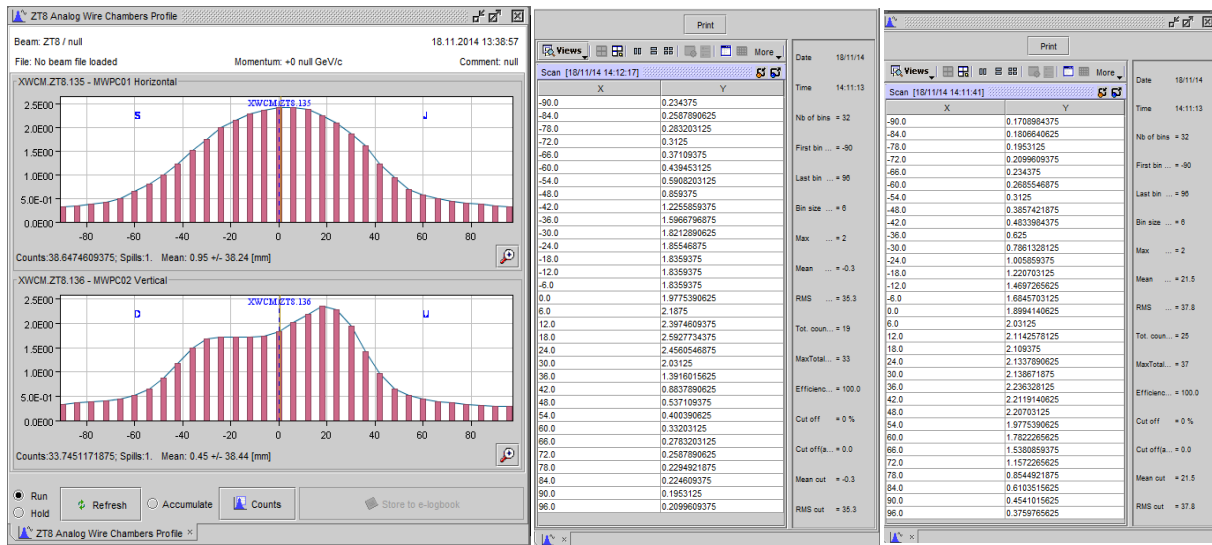 ZT8 Analog Wire Chambers Profile
Beam: ZT8 / null 18.11.2014 13:38:57
File: No beam file loaded Momentum: +0 null GeV/c Comment: null
XWCM.ZT8.135 - MWPC01 Horizontal
XWCM.ZT8.135
S J
2.5E00
2.0E00
1.5E00
1.0E00
5.0E-01
0.0E00
-80 -60 -40 -20 0 20 40 60 80
Counts:38.6474609375; Spills:1. Mean: 0.95 +/- 38.24 [mm]
XWCM.ZT8.136 - MWPC02 Vertical
XWCM.ZT8.136
D U
2.5E00
2.0E00
1.5E00
1.0E00
5.0E-01
0.0E00
-80 -60 -40 -20 0 20 40 60 80
Counts:33.7451171875; Spills:1. Mean: 0.45 +/- 38.44 [mm]
Run
Hold
Refresh
Accumulate
Counts
Store to e-logbook
ZT8 Analog Wire Chambers Profile
Print
Views More
Scan [18/11/14 14:12:17]
X Y
-90.0 0.234375
-84.0 0.2587890625
-78.0 0.283203125
-72.0 0.3125
-66.0 0.37109375
-60.0 0.439453125
-54.0 0.5908203125
-48.0 0.859375
-42.0 1.2255859375
-36.0 1.5966796875
-30.0 1.8212890625
-24.0 1.85546875
-18.0 1.8359375
-12.0 1.8359375
-6.0 1.8359375
0.0 1.9775390625
6.0 2.1875
12.0 2.3974609375
18.0 2.5927734375
24.0 2.4560546875
30.0 2.03125
36.0 1.3916015625
42.0 0.8837890625
48.0 0.537109375
54.0 0.400390625
60.0 0.33203125
66.0 0.2783203125
72.0 0.2587890625
78.0 0.2294921875
84.0 0.224609375
90.0 0.1953125
96.0 0.2099609375
Date 18/11/14
Time 14:11:13
Nb of bins = 32
First bin ... = -90
Last bin ... = 96
Bin size = 6
Max ... = 2
Mean ... = -0.3
RMS ... = 35.3
Tot. coun... = 19
MaxTotal... = 33
Efficienc... = 100.0
Cut off = 0 %
Cut off(a... = 0.0
Mean cut = -0.3
RMS cut = 35.3
Print
Views More
Scan [18/11/14 14:11:41]
X Y
-90.0 0.1708984375
-84.0 0.1806640625
-78.0 0.1953125
-72.0 0.2099609375
-66.0 0.234375
-60.0 0.2685546875
-54.0 0.3125
-48.0 0.3857421875
-42.0 0.4833984375
-36.0 0.625
-30.0 0.7861328125
-24.0 1.005859375
-18.0 1.220703125
-12.0 1.4697265625
-6.0 1.6845703125
0.0 1.8994140625
6.0 2.03125
12.0 2.1142578125
18.0 2.109375
24.0 2.1337890625
30.0 2.138671875
36.0 2.236328125
42.0 2.2119140625
48.0 2.20703125
54.0 1.9775390625
60.0 1.7822265625
66.0 1.5380859375
72.0 1.1572265625
78.0 0.8544921875
84.0 0.6103515625
90.0 0.4541015625
96.0 0.3759765625
Date 18/11/14
Time 14:11:13
Nb of bins = 32
First bin ... = -90
Last bin ... = 96
Bin size = 6
Max ... = 2
Mean ... = 21.5
RMS ... = 37.8
Tot. coun... = 25
MaxTotal... = 37
Efficienc... = 100.0
Cut off = 0 %
Cut off(a... = 0.0
Mean cut = 21.5
RMS cut = 37.8